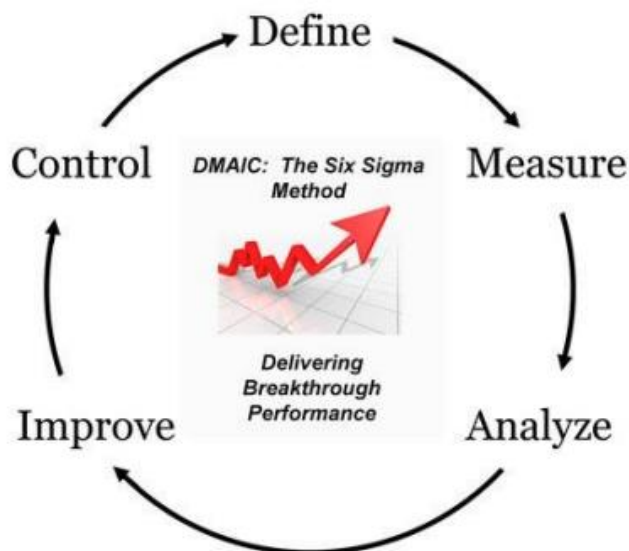 Define
Control
Measure
DMAIC: The Six Sigma
Method
Delivering
Breakthrough
Performance
Improve
Analyze